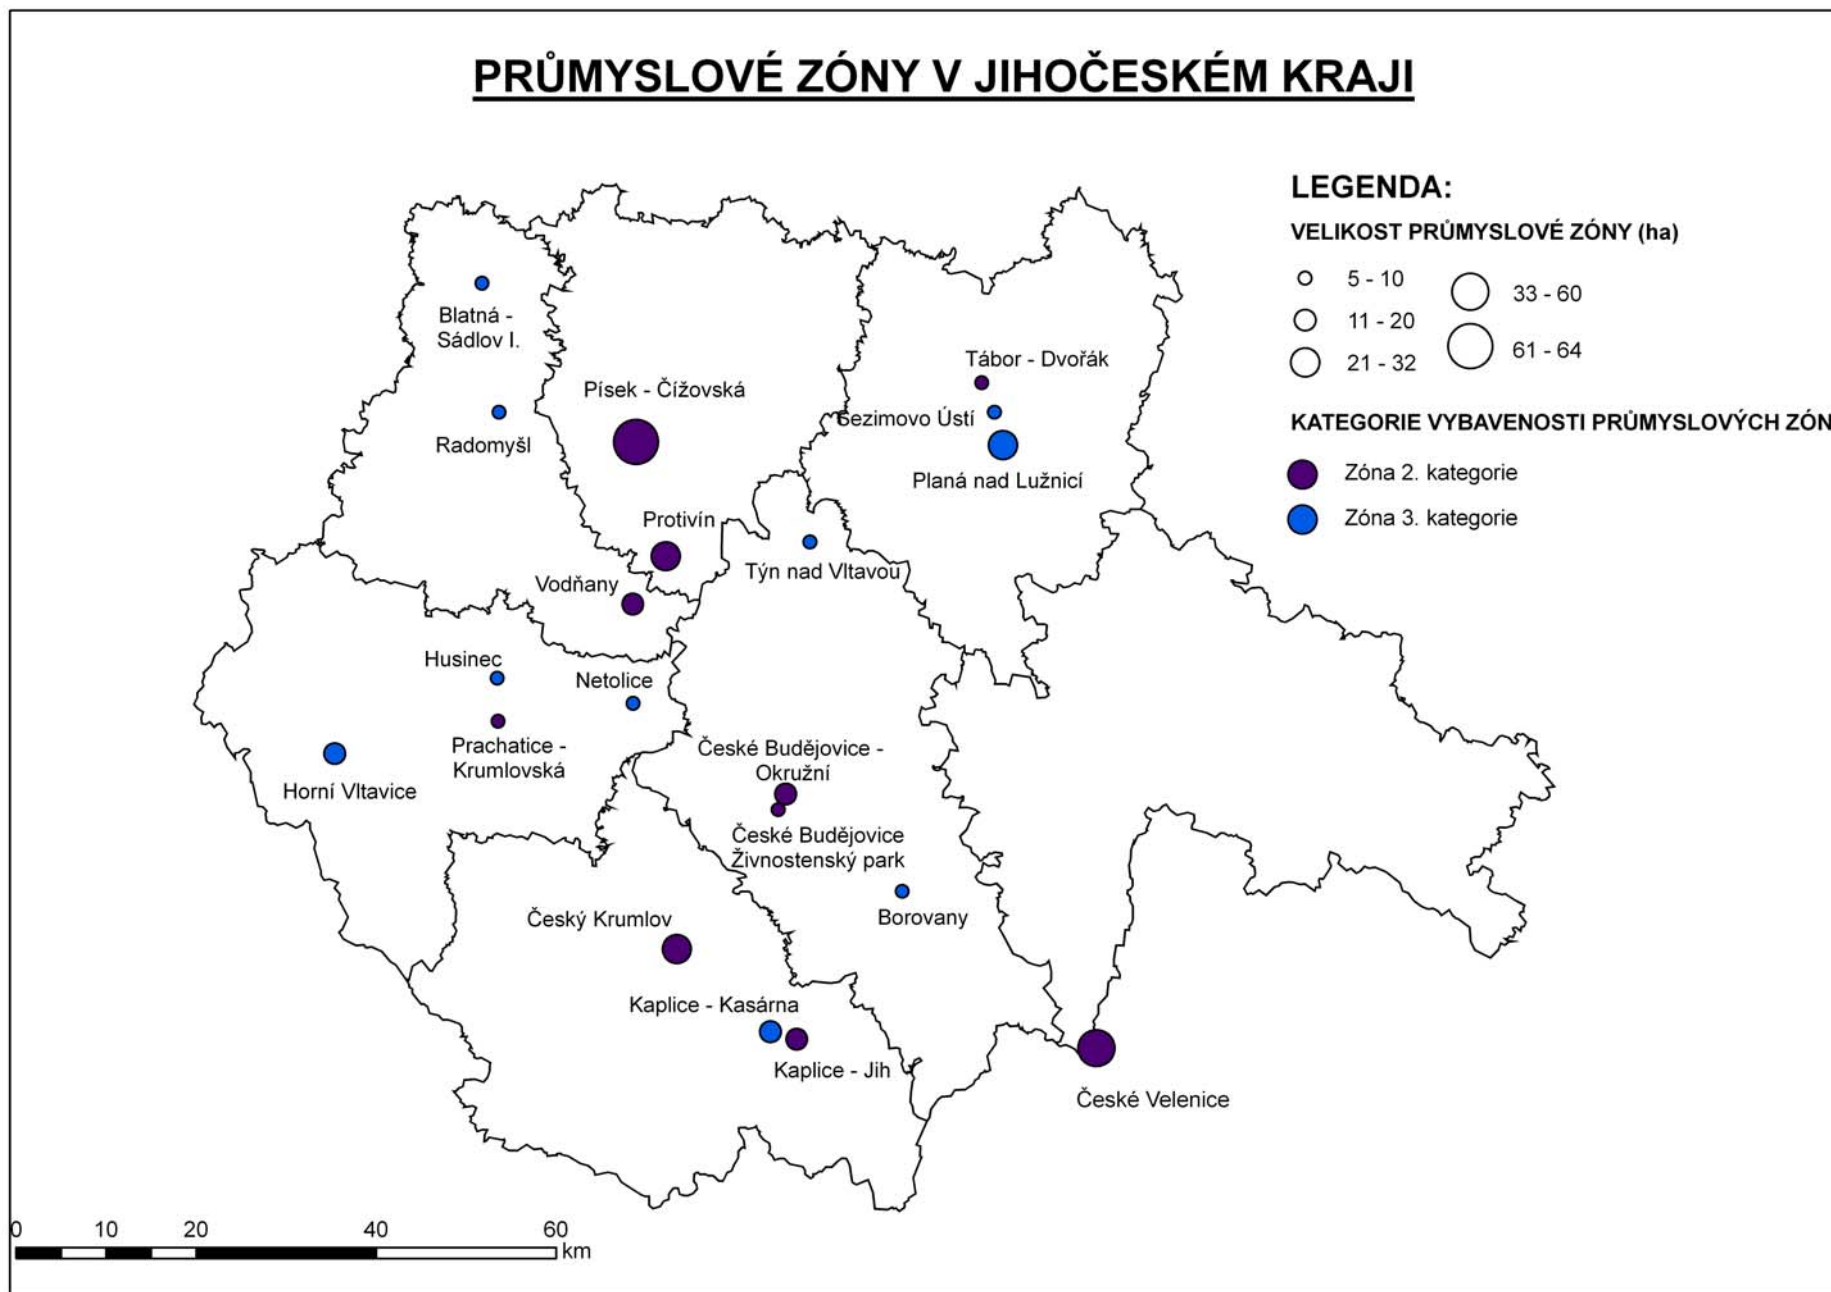 PRŮMYSLOVÉ ZÓNY V JIHOČESKÉM KRAJI
LEGENDA:
VELIKOST PRŮMYSLOVÉ ZÓNY (ha)
5 - 10
11 - 20
21 - 32
33 - 60
61 - 64
KATEGORIE VYBAVENOSTI PRŮMYSLOVÝCH ZÓN
Zóna 2. kategorie
Zóna 3. kategorie
Blatná -
Sádlov I.
Radomyšl
Písek - Čížovská
Tábor - Dvořák
Sezimovo Ústí
Planá nad Lužnicí
Protivín
Týn nad Vltavou
Vodňany
Husinec
Netolice
Prachatice -
Krumlovská
Horní Vltavice
České Budějovice -
Okružní
České Budějovice
Živnostenský park
Borovany
Český Krumlov
Kaplice - Kasárna
Kaplice - Jih
České Velenice
0 10 20 40 60
km